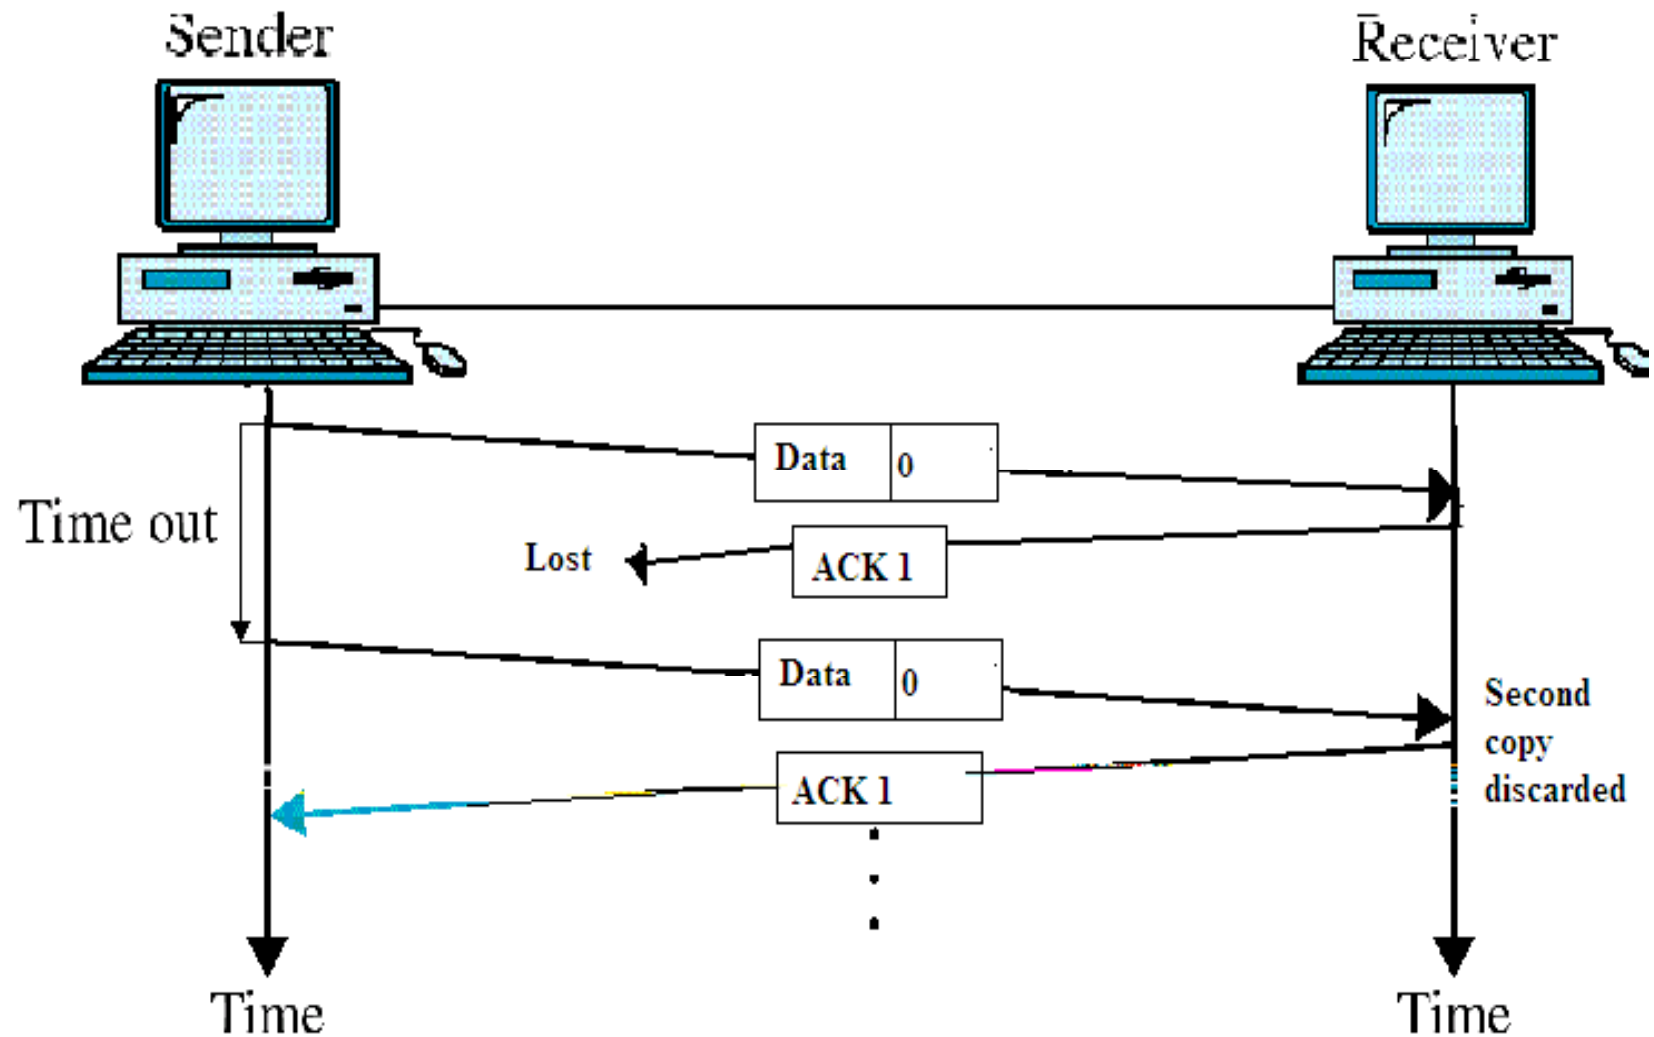 Sender
Receiver
Data 0
Time out
Lost
ACK 1
Data 0
Second
copy
discarded
ACK 1
Time
Time